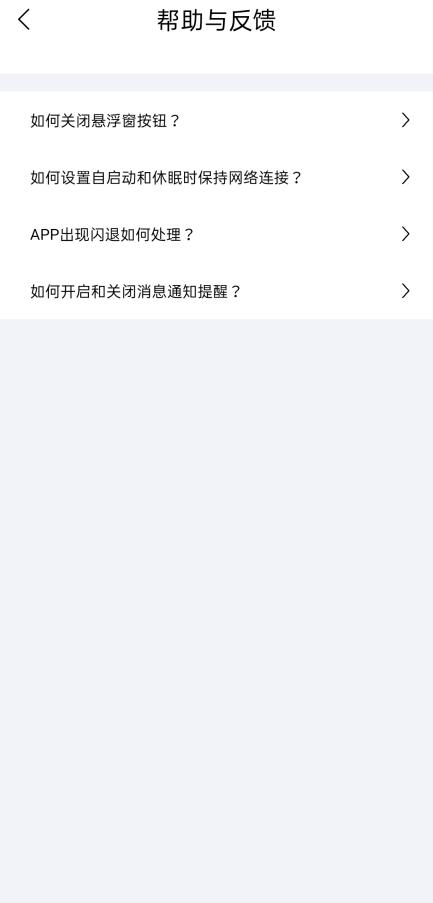 帮助与反馈
如何关闭悬浮窗按钮？
如何设置自启动和休眠时保持网络连接？
APP出现闪退如何处理？
如何开启和关闭消息通知提醒？